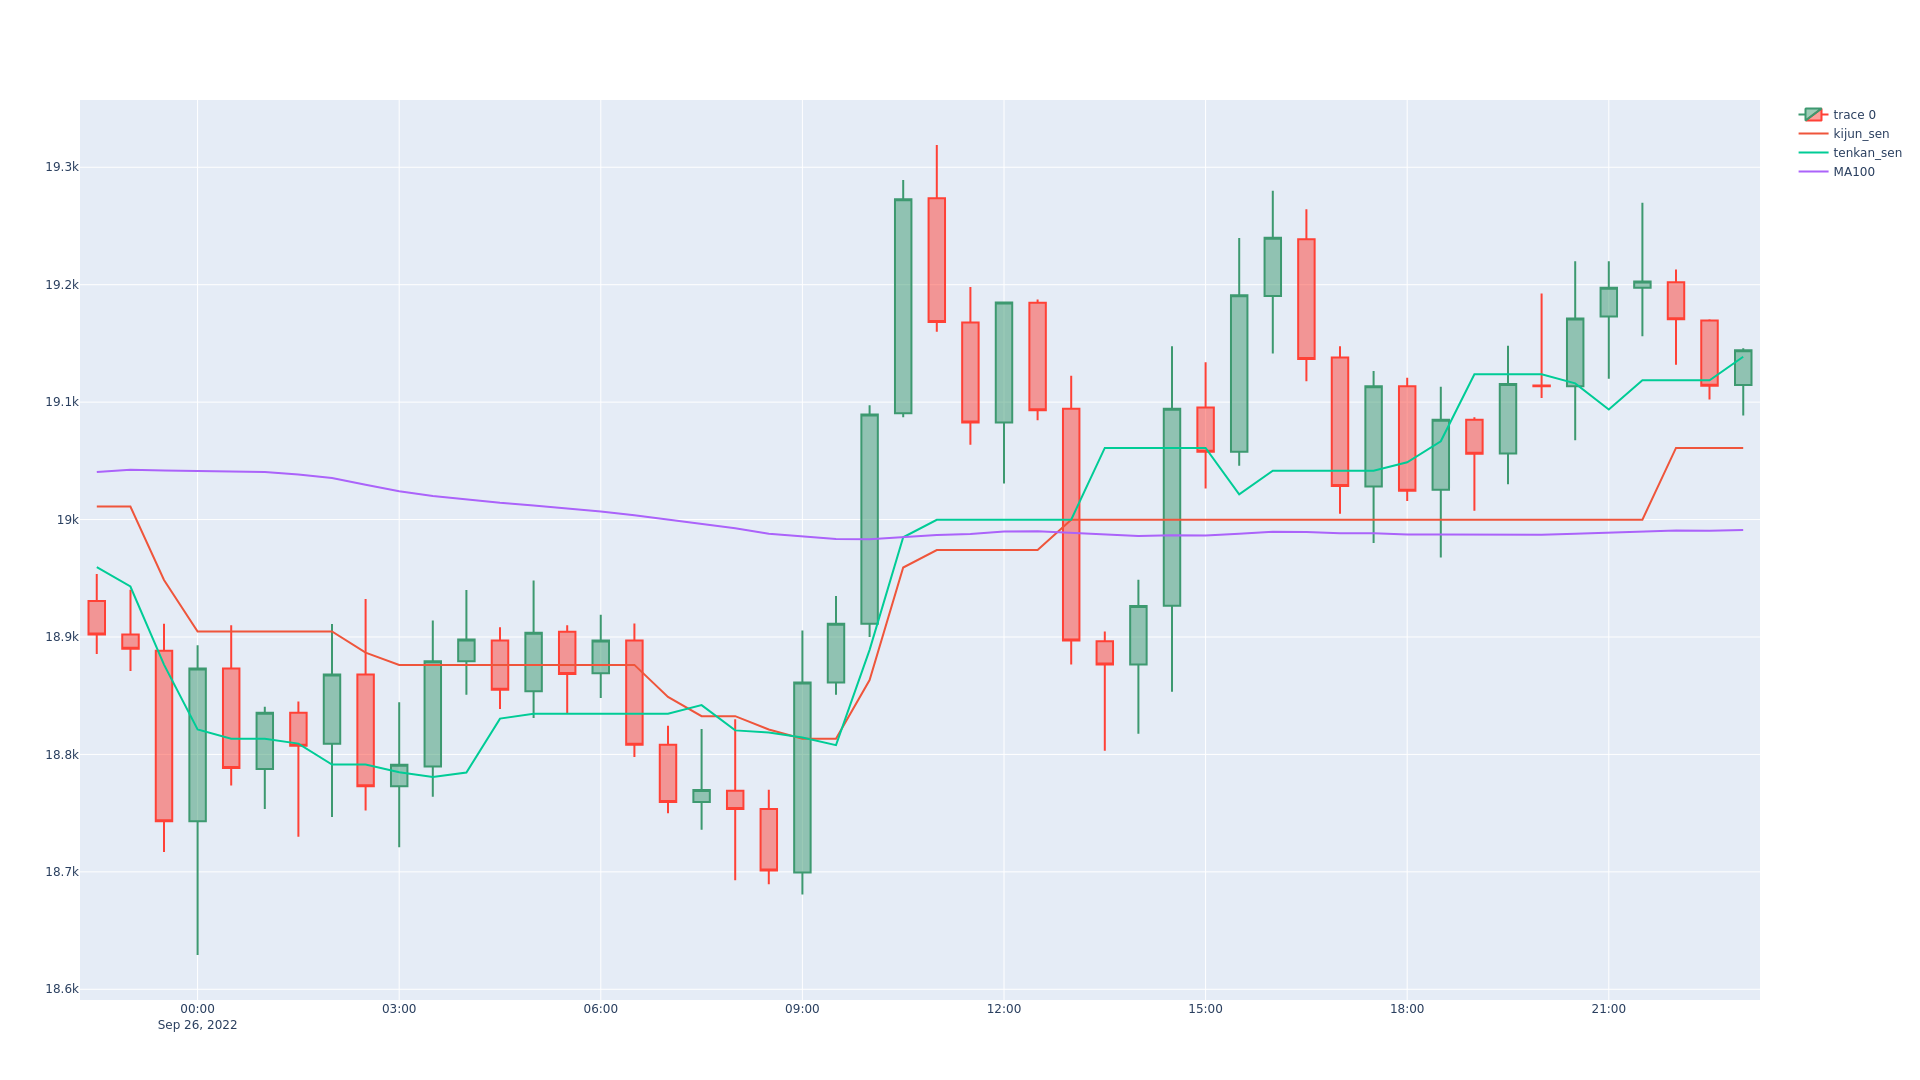 trace 0
kijun_sen
tenkan_sen
MA100
19.3k
19.2k
19.1k
19k
18.9k
18.8k
18.7k
18.6k
00:00 03:00 06:00 09:00 12:00 15:00 18:00 21:00
Sep 26, 2022